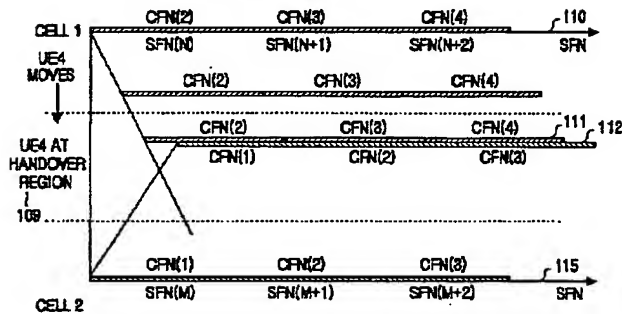 CFN(2) CFN(3) CFN(4) 110
CELL 1
SFN(N) SFN(N+1) SFN(N+2) SFN
UE4
MOVES
CFN(2) CFN(3) CFN(4)
CFN(2) CFN(3) CFN(4) 111 112
UE4 AT
HANDOVER
REGION
CFN(1) CFN(2) CFN(3)
109
CFN(1) CFN(2) CFN(3) 115
SFN(M) SFN(M+1) SFN(M+2) SFN
CELL 2